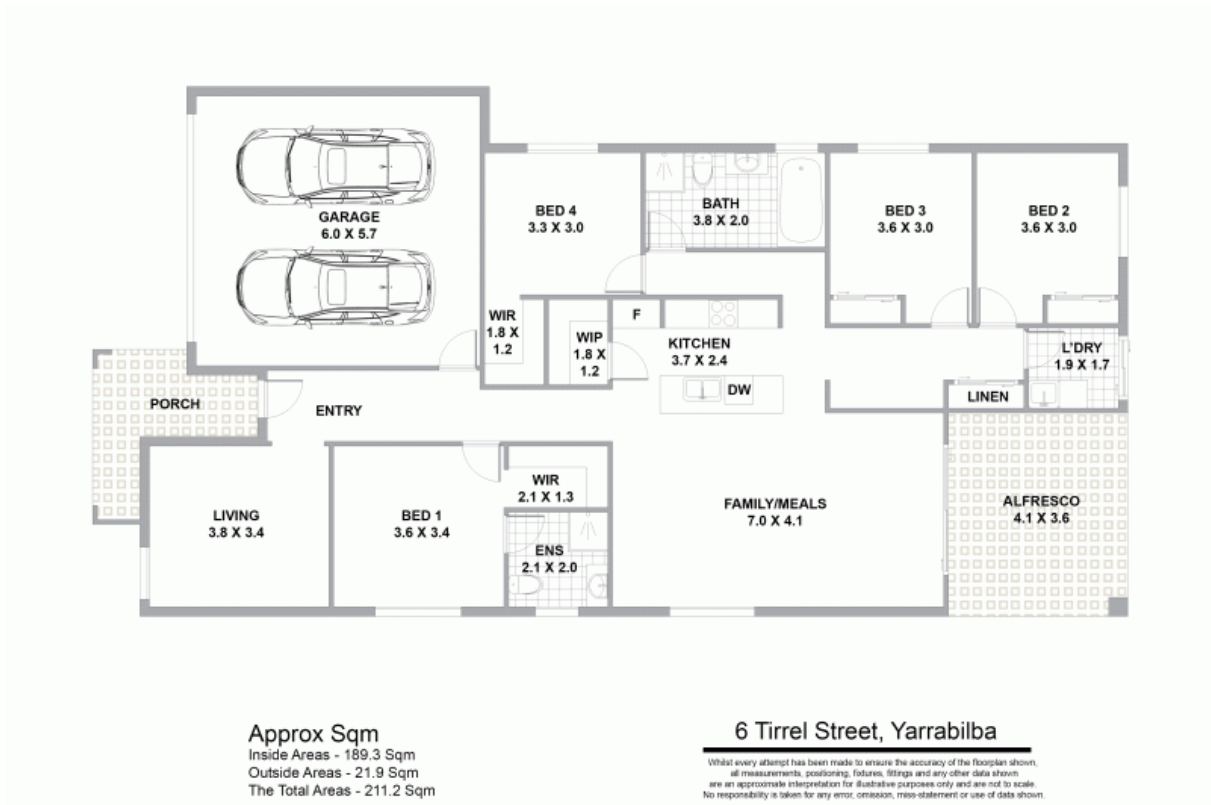 GARAGE
6.0 X 5.7
BED 4
3.3 X 3.0
BATH
3.8 X 2.0
BED 3
3.6 X 3.0
BED 2
3.6 X 3.0
WIR
1.8 X
1.2
WIP
1.8 X
1.2
F
KITCHEN
3.7 X 2.4
DW
L'DRY
1.9 X 1.7
LINEN
PORCH
ENTRY
LIVING
3.8 X 3.4
BED 1
3.6 X 3.4
WIR
2.1 X 1.3
ENS
2.1 X 2.0
FAMILY/MEALS
7.0 X 4.1
ALFRESCO
4.1 X 3.6
Approx Sqm
Inside Areas - 189.3 Sqm
Outside Areas - 21.9 Sqm
The Total Areas - 211.2 Sqm
6 Tirrel Street, Yarrabilba
Whilst every attempt has been made to ensure the accuracy of the floorplan shown,
all measurements, positioning, fixtures, fittings and any other data shown
are an approximate interpretation for illustrative purposes only and are not to scale.
No responsibility is taken for any error, omission, miss-statement or use of data shown.